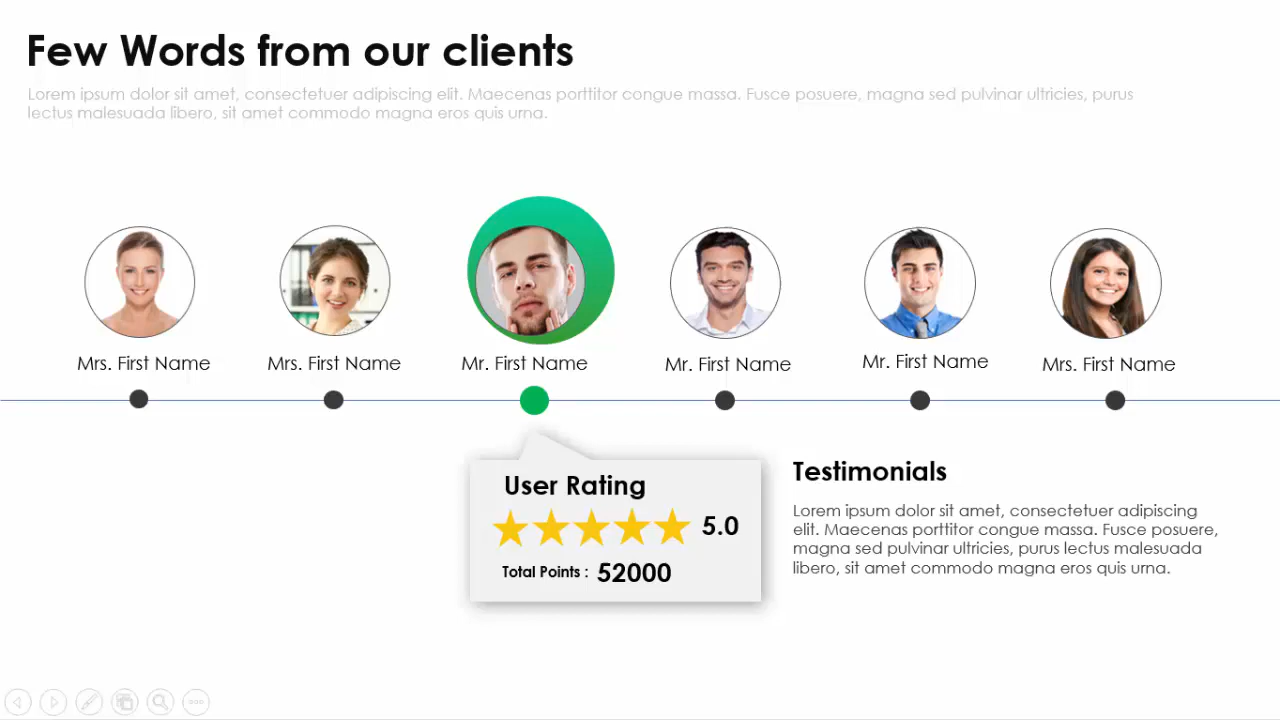 Few Words from our clients
Lorem ipsum dolor sit amet, consectetuer adipiscing elit. Maecenas porttitor congue massa. Fusce posuere, magna sed pulvinar ultricies, purus
lectus malesuada libero, sit amet commodo magna eros quis urna.
Mrs. First Name
Mrs. First Name
Mr. First Name
Mr. First Name
Mr. First Name
Mrs. First Name
User Rating
5.0
Total Points : 52000
Testimonials
Lorem ipsum dolor sit amet, consectetuer adipiscing
elit. Maecenas porttitor congue massa. Fusce posuere,
magna sed pulvinar ultricies, purus lectus malesuada
libero, sit amet commodo magna eros quis urna.